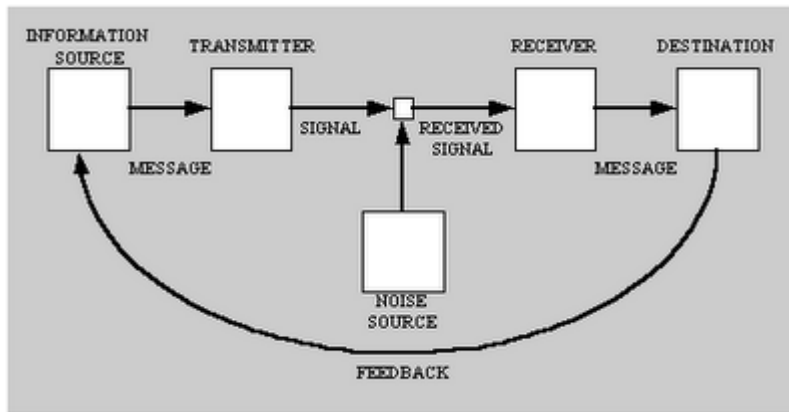 INFORMATION
SOURCE
TRANSMITTER
RECEIVER
DESTINATION
SIGNAL
RECEIVED
SIGNAL
MESSAGE
MESSAGE
NOISE
SOURCE
FEEDBACK